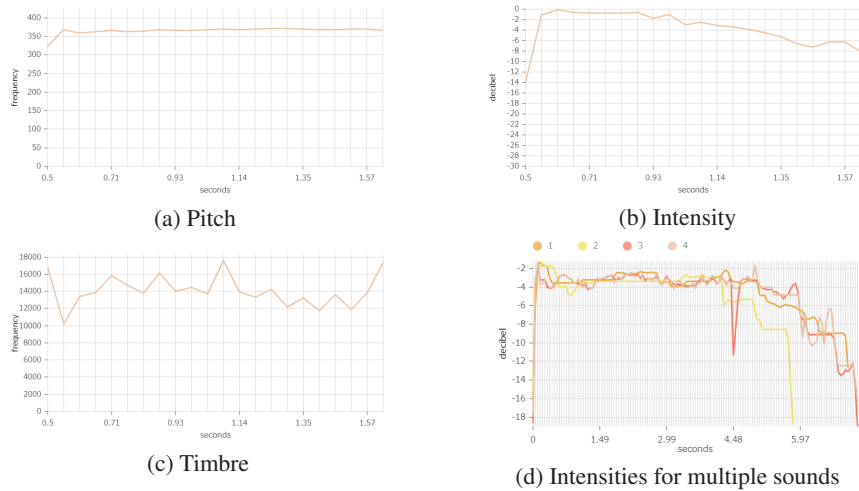 400
350
300
250
200
150
100
50
0
frequency
0.5 0.71 0.93 1.14 1.35 1.57
seconds
(a) Pitch
0
-2
-4
-6
-8
-10
-12
-14
-16
-18
-20
-22
-24
-26
-28
-30
decibel
0.5 0.71 0.93 1.14 1.35 1.57
seconds
(b) Intensity
18000
16000
14000
12000
10000
8000
6000
4000
2000
0
frequency
0.5 0.71 0.93 1.14 1.35 1.57
seconds
(c) Timbre
1 2 3 4
-2
-4
-6
-8
-10
-12
-14
-16
-18
decibel
0 1.49 2.99 4.48 5.97
seconds
(d) Intensities for multiple sounds